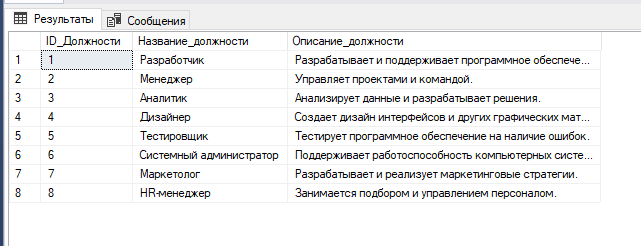 Результаты Сообщения
ID_Должности Название_должности Описание_должности
1 1 Разработчик Разрабатывает и поддерживает программное обеспече...
2 2 Менеджер Управляет проектами и командой.
3 3 Аналитик Анализирует данные и разрабатывает решения.
4 4 Дизайнер Создает дизайн интерфейсов и других графических мат...
5 5 Тестировщик Тестирует программное обеспечение на наличие ошибок.
6 6 Системный администратор Поддерживает работоспособность компьютерных систе...
7 7 Маркетолог Разрабатывает и реализует маркетинговые стратегии.
8 8 HR-менеджер Занимается подбором и управлением персоналом.